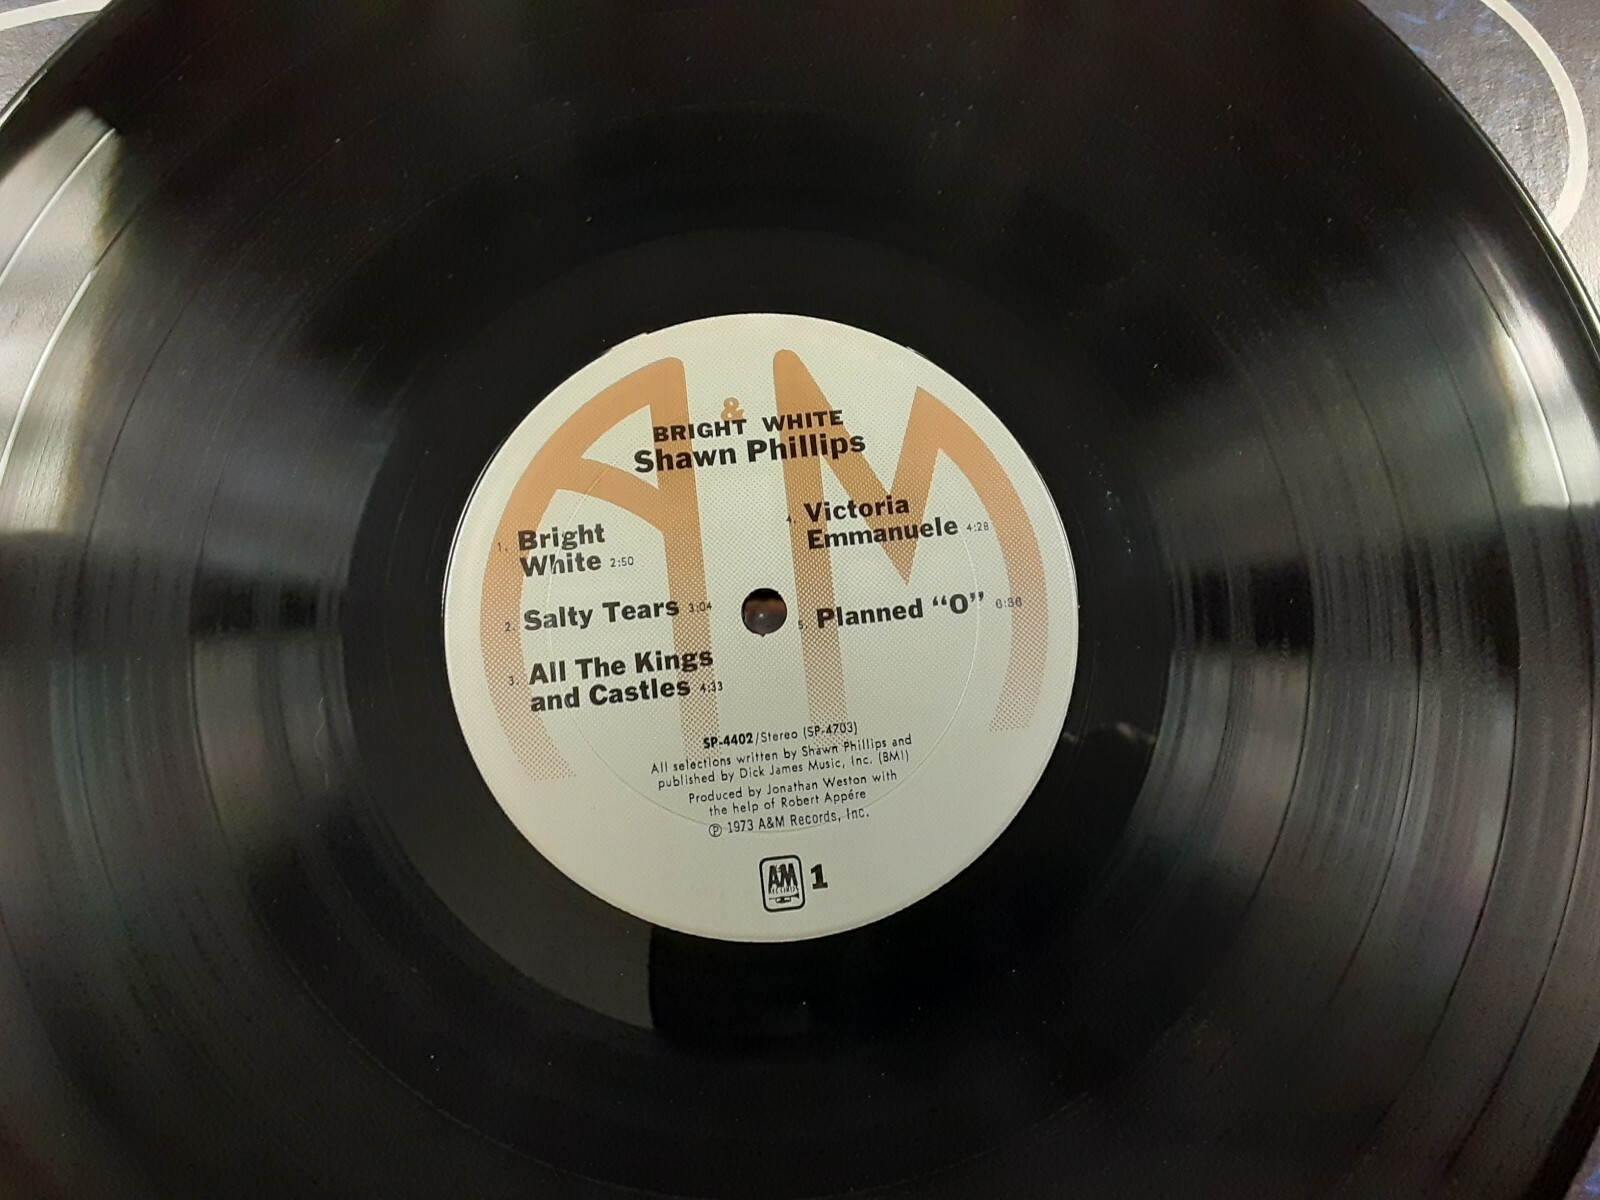 &
BRIGHT WHITE
Shawn Phillips
1. Bright
White 2:50
2. Salty Tears 3:04
3. All The Kings
and Castles 4:33
4. Victoria
Emmanuele 4:28
5. Planned “O” 6:36
SP-4402/Stereo (SP-4703)
All selections written by Shawn Phillips and
published by Dick James Music, Inc. (BMI)
Produced by Jonathan Weston with
the help of Robert Appére
℗ 1973 A&M Records, Inc.
AM
RECORDS
1